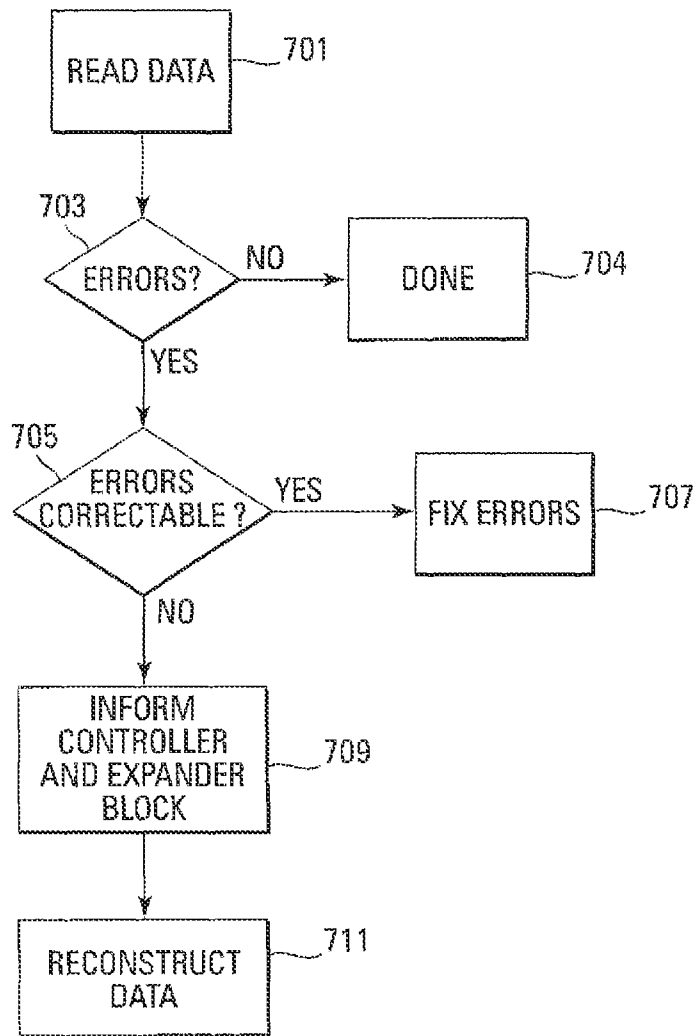 READ DATA
701
703
ERRORS?
NO
DONE
704
YES
705
ERRORS
CORRECTABLE ?
YES
FIX ERRORS
707
NO
INFORM
CONTROLLER
AND EXPANDER
BLOCK
709
RECONSTRUCT
DATA
711